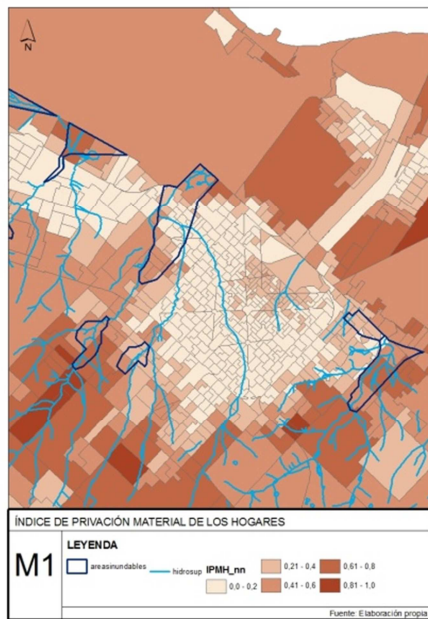 N
ÍNDICE DE PRIVACIÓN MATERIAL DE LOS HOGARES
M1
LEYENDA
areasinundables
hidrosup
IPMH_nn
0,0 - 0,2
0,21 - 0,4
0,41 - 0,6
0,61 - 0,8
0,81 - 1,0
Fuente: Elaboración propia